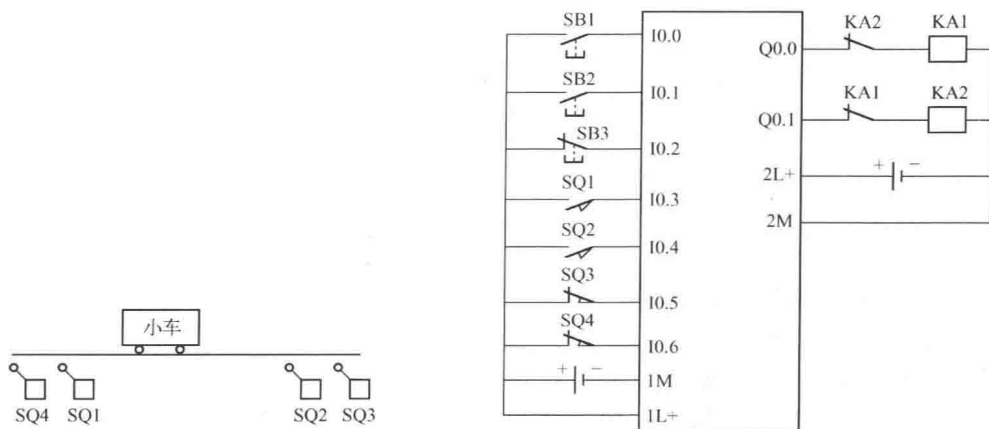 小车
SQ4 SQ1 SQ2 SQ3
SB1
I0.0
SB2
I0.1
SB3
I0.2
SQ1
I0.3
SQ2
I0.4
SQ3
I0.5
SQ4
I0.6
+ −
1M
1L+
KA2 KA1
Q0.0
KA1 KA2
Q0.1
2L+
+ −
2M